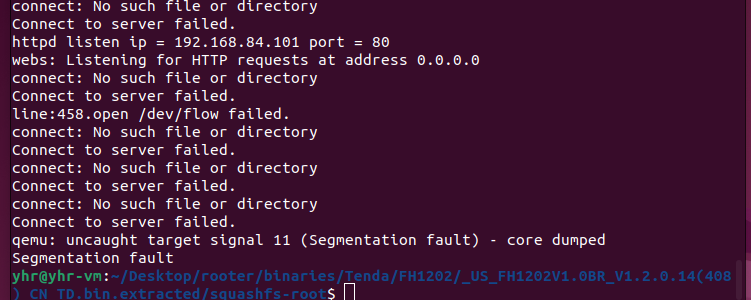 connect: No such file or directory
Connect to server failed.
httpd listen ip = 192.168.84.101 port = 80
webs: Listening for HTTP requests at address 0.0.0.0
connect: No such file or directory
Connect to server failed.
line:458.open /dev/flow failed.
connect: No such file or directory
Connect to server failed.
connect: No such file or directory
Connect to server failed.
connect: No such file or directory
Connect to server failed.
qemu: uncaught target signal 11 (Segmentation fault) - core dumped
Segmentation fault
yhr@yhr-vm:~/Desktop/rooter/binaries/Tenda/FH1202/_US_FH1202V1.0BR_V1.2.0.14(408
)_CN_TD.bin.extracted/squashfs-root$